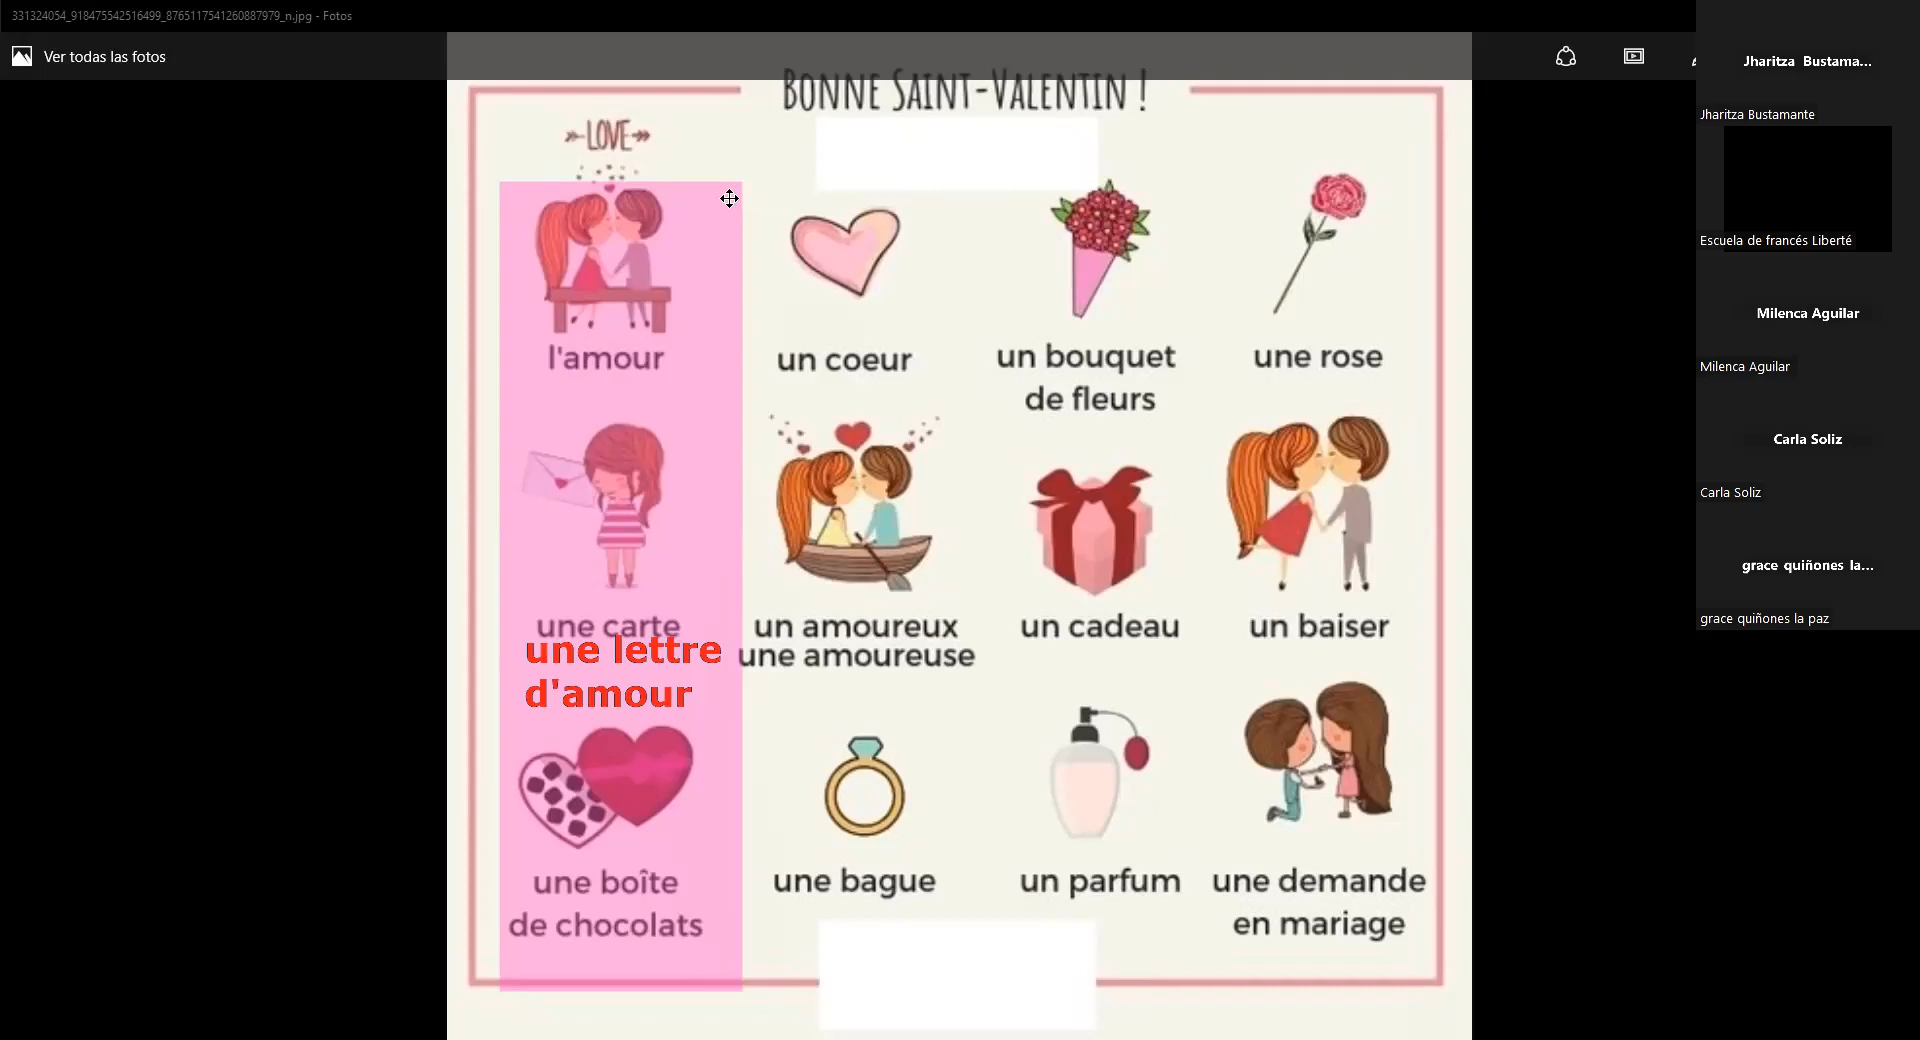 331324054_918475542516499_8765117541260887979_n.jpg - Fotos
Ver todas las fotos
BONNE SAINT-VALENTIN !
LOVE
l'amour
un coeur
un bouquet
de fleurs
une rose
une carte
une lettre
d'amour
un amoureux
une amoureuse
un cadeau
un baiser
une boîte
de chocolats
une bague
un parfum
une demande
en mariage
Jharitza Bustama...
Jharitza Bustamante
Escuela de francés Liberté
Milenca Aguilar
Milenca Aguilar
Carla Soliz
Carla Soliz
grace quiñones la...
grace quiñones la paz